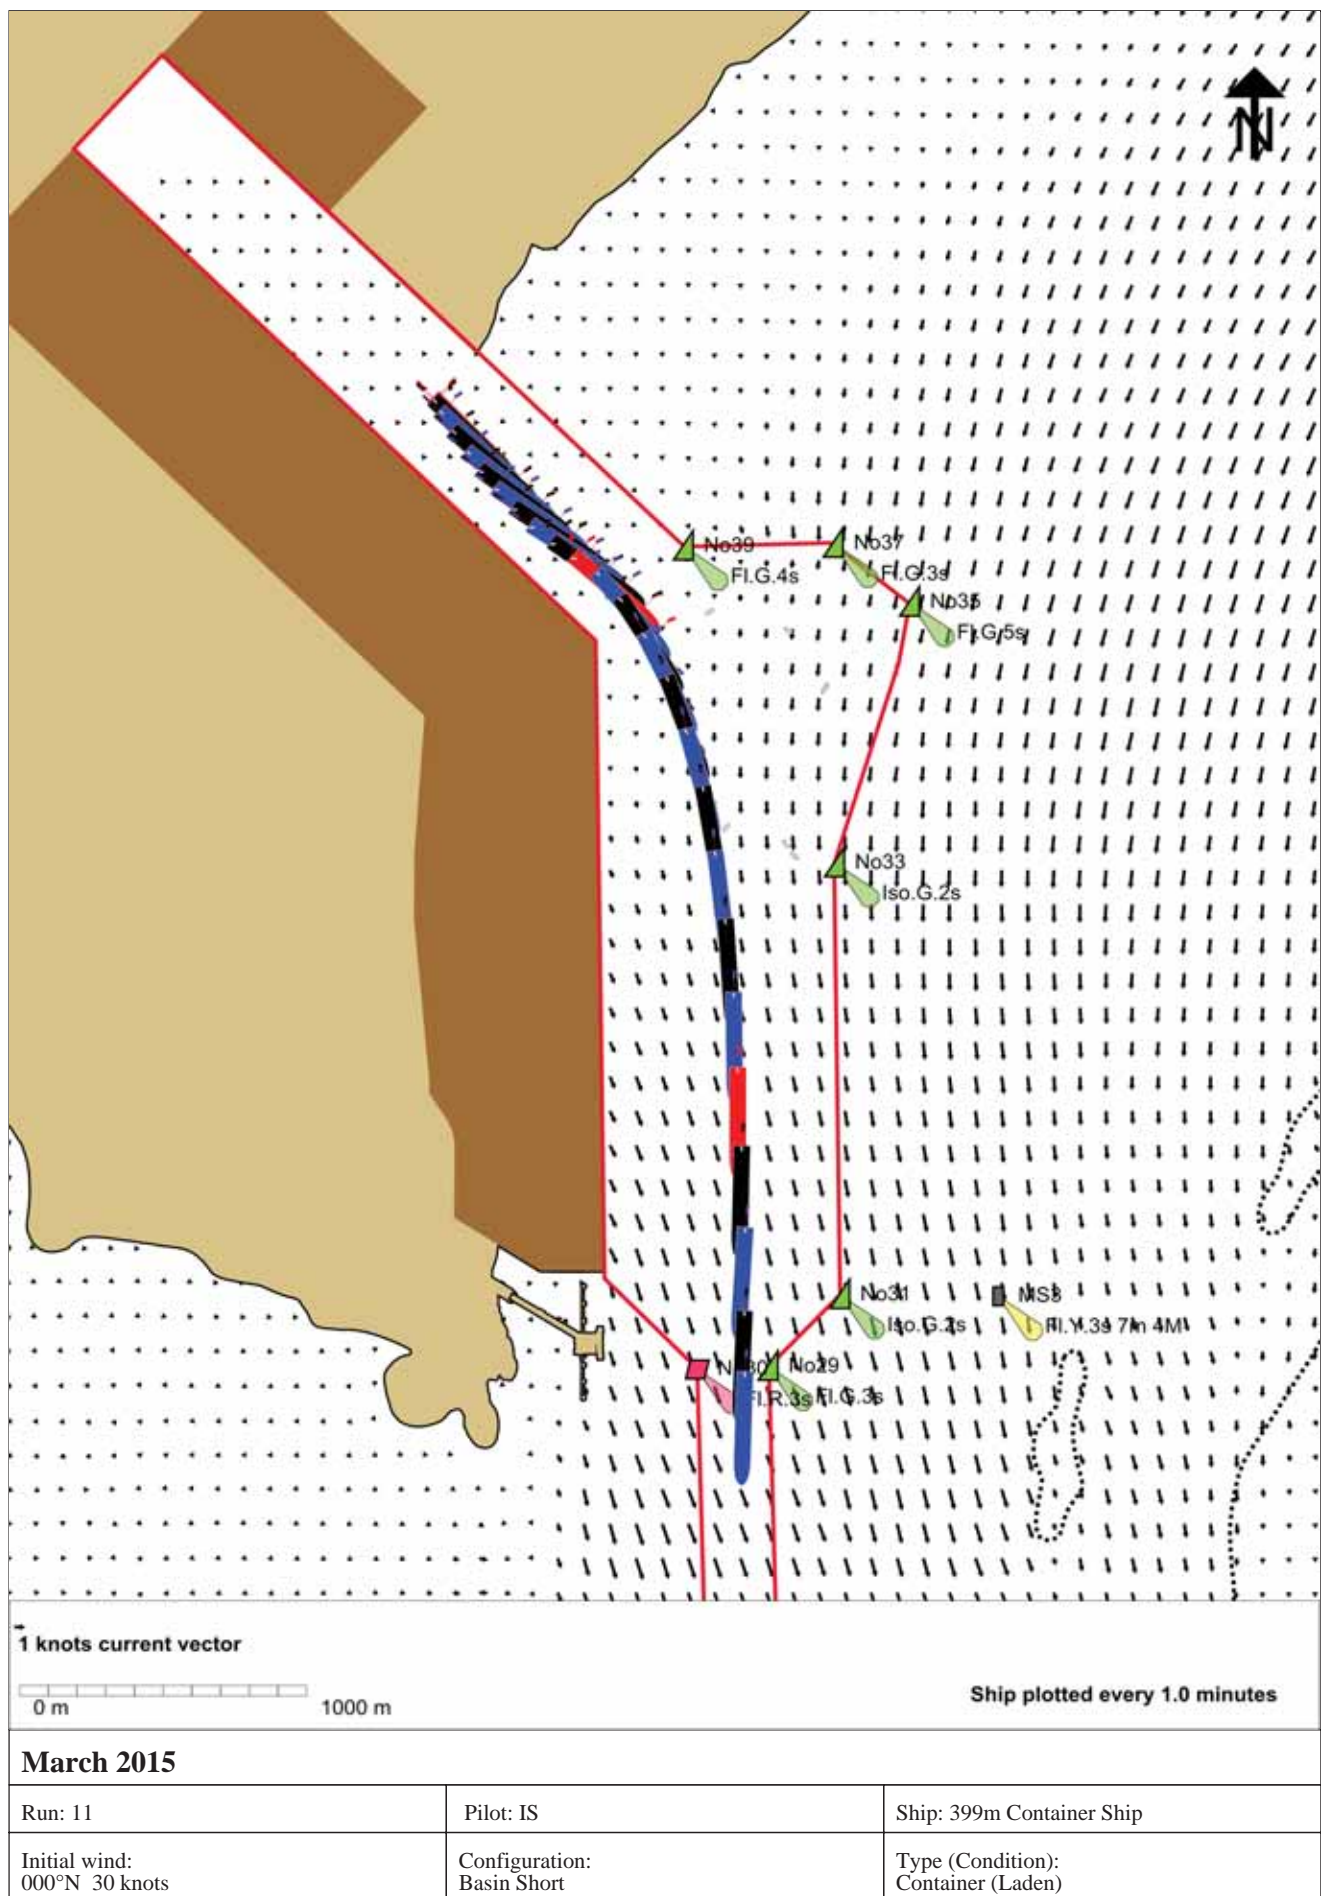 N
No39
Fl.G.4s
No37
Fl.G.3s
No35
Fl.G.5s
No33
Iso.G.2s
No31
Iso.G.2s
MS3
Fl.Y.3s 7m 4M
No29
Fl.R.3s
Fl.G.3s
1 knots current vector
0 m
1000 m
Ship plotted every 1.0 minutes
March 2015
Run: 11
Pilot: IS
Ship: 399m Container Ship
Initial wind:
000°N 30 knots
Configuration:
Basin Short
Type (Condition):
Container (Laden)